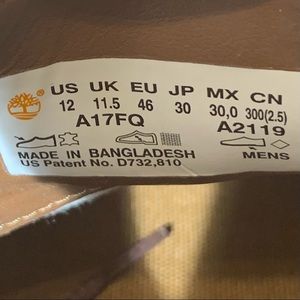 US UK EU JP MX CN
12 11.5 46 30 30,0 300(2.5)
A17FQ A2119
MADE IN BANGLADESH MENS
US Patent No. D732,810